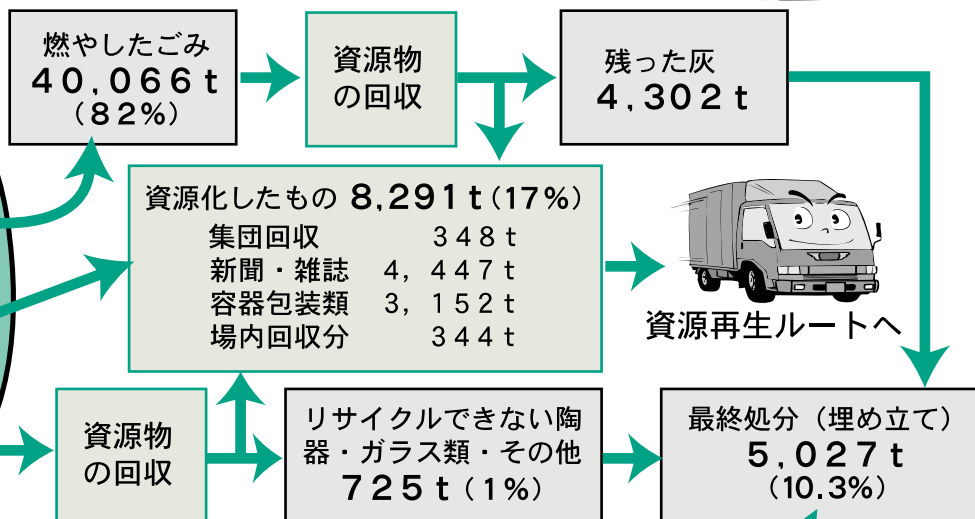 燃やしたごみ
40,066t
(82%)
資源物
の回収
残った灰
4,302t
資源化したもの 8,291t(17%)
集団回収 348t
新聞・雑誌 4,447t
容器包装類 3,152t
場内回収分 344t
資源再生ルートへ
資源物
の回収
リサイクルできない陶
器・ガラス類・その他
725t(1%)
最終処分(埋め立て)
5,027t
(10.3%)